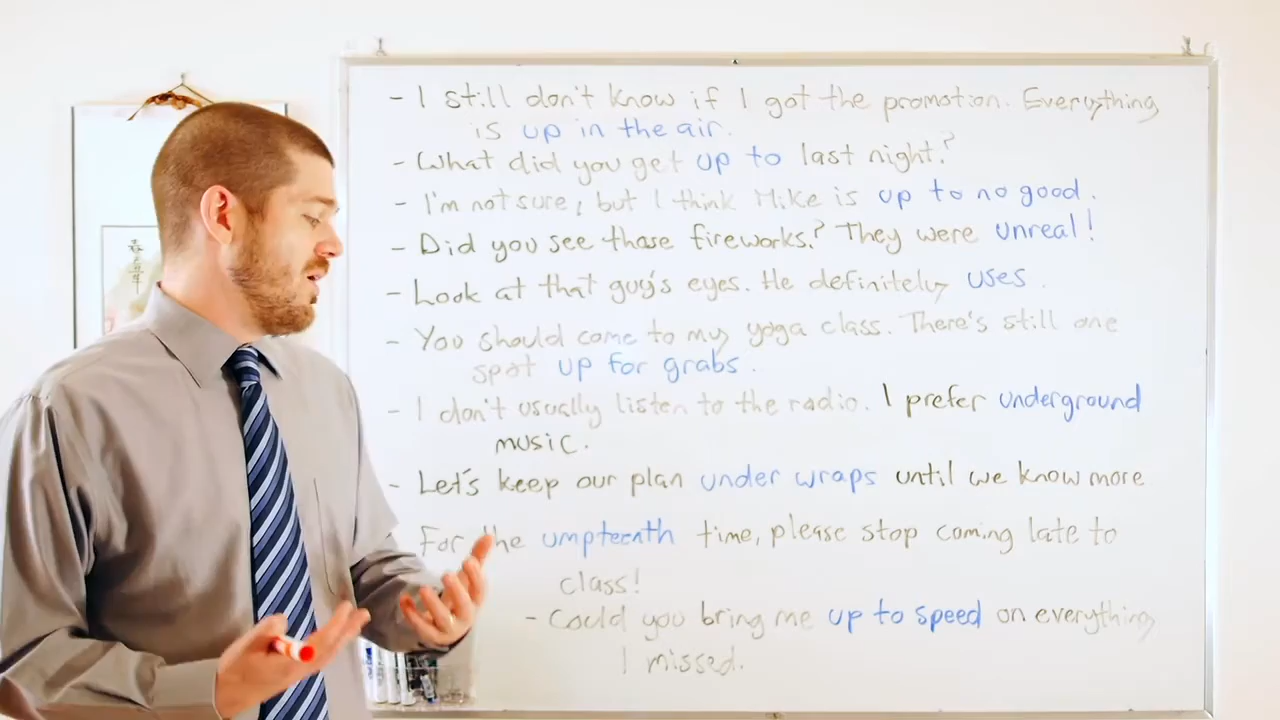 - I still don't know if I got the promotion. Everything
is up in the air.
- What did you get up to last night?
- I'm not sure, but I think Mike is up to no good.
- Did you see those fireworks? They were unreal!
- Look at that guy's eyes. He definitely uses.
- You should come to my yoga class. There's still one
spot up for grabs.
- I don't usually listen to the radio. I prefer underground
music.
- Let's keep our plan under wraps until we know more
For the umpteenth time, please stop coming late to
class!
- Could you bring me up to speed on everything
I missed.